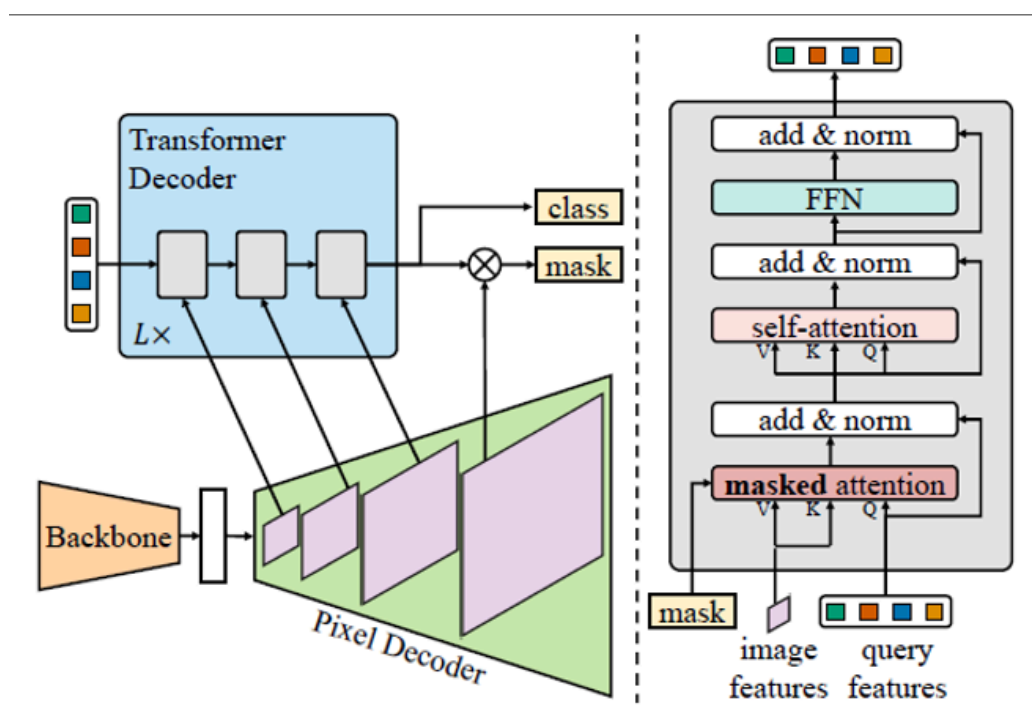 Transformer
Decoder
L×
class
mask
Backbone
Pixel Decoder
add & norm
FFN
add & norm
self-attention
V K Q
add & norm
masked attention
V K Q
mask
image
features
query
features